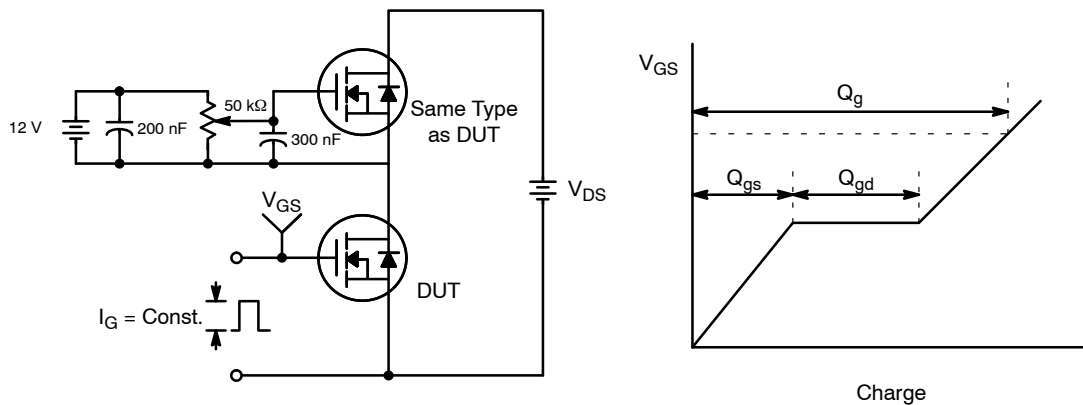 12 V
200 nF
50 kΩ
300 nF
Same Type
as DUT
V_DS
V_GS
DUT
I_G = Const.
V_GS
Q_g
Q_gs
Q_gd
Charge